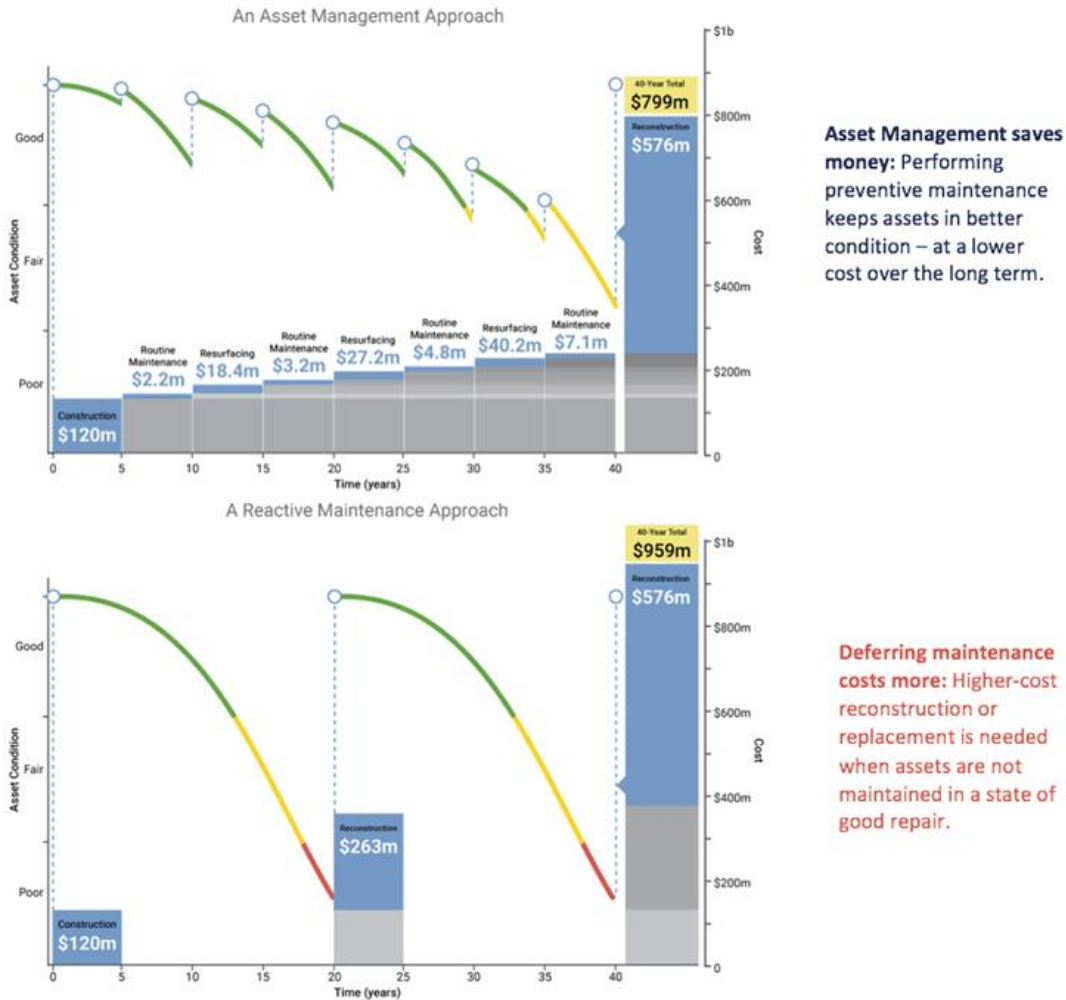 An Asset Management Approach
$1b
$800m
$600m
$400m
$200m
0
Cost
Asset Condition
Good
Fair
Poor
40-Year Total
$799m
Reconstruction
$576m
Construction
$120m
Routine
Maintenance
$2.2m
Resurfacing
$18.4m
Routine
Maintenance
$3.2m
Resurfacing
$27.2m
Routine
Maintenance
$4.8m
Resurfacing
$40.2m
Routine
Maintenance
$7.1m
0 5 10 15 20 25 30 35 40
Time (years)
Asset Management saves
money: Performing
preventive maintenance
keeps assets in better
condition – at a lower
cost over the long term.
A Reactive Maintenance Approach
$1b
$800m
$600m
$400m
$200m
0
Cost
Asset Condition
Good
Fair
Poor
40-Year Total
$959m
Reconstruction
$576m
Construction
$120m
Reconstruction
$263m
0 5 10 15 20 25 30 35 40
Time (years)
Deferring maintenance
costs more: Higher-cost
reconstruction or
replacement is needed
when assets are not
maintained in a state of
good repair.